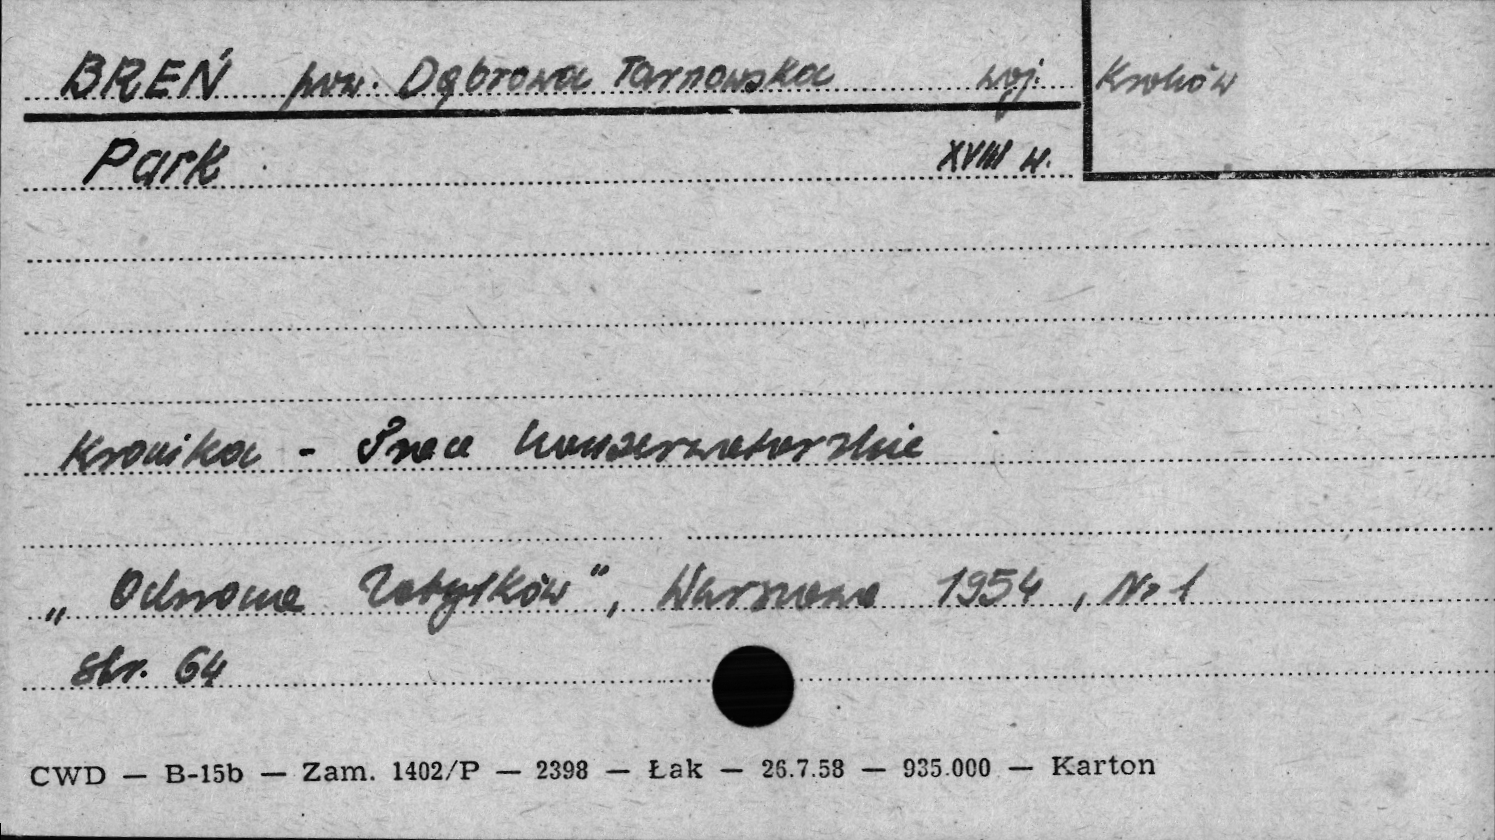 BREŃ pow. Dąbrowa Tarnowska woj. Kraków
Park XVIII w.
Kronika - Prace konserwatorskie
„Ochrona Zabytków”, Warszawa 1954, Nr 1
str. 64
CWD — B-15b — Zam. 1402/P — 2398 — Łak — 26.7.58 — 935.000 — Karton